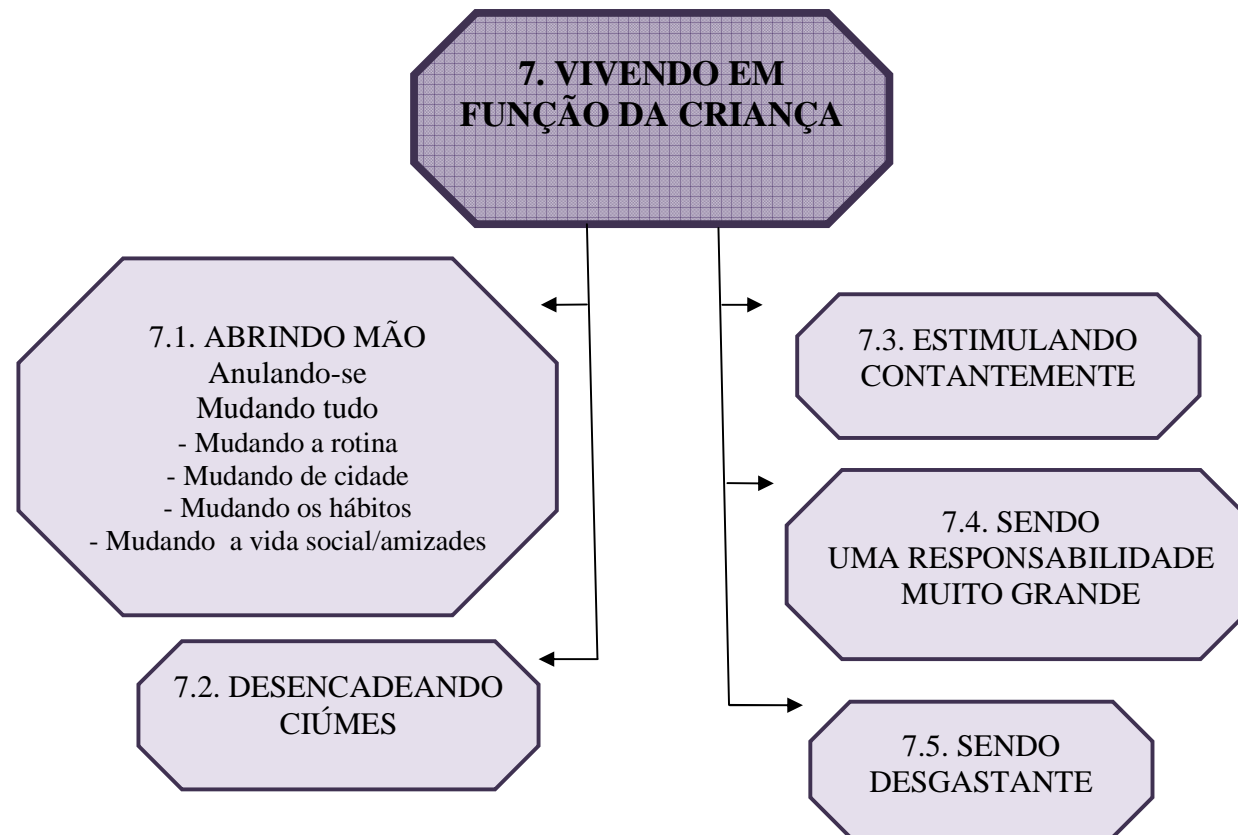 7. VIVENDO EM
FUNÇÃO DA CRIANÇA
7.1. ABRINDO MÃO
Anulando-se
Mudando tudo
- Mudando a rotina
- Mudando de cidade
- Mudando os hábitos
- Mudando a vida social/amizades
7.2. DESENCADEANDO
CIÚMES
7.3. ESTIMULANDO
CONTANTEMENTE
7.4. SENDO
UMA RESPONSABILIDADE
MUITO GRANDE
7.5. SENDO
DESGASTANTE